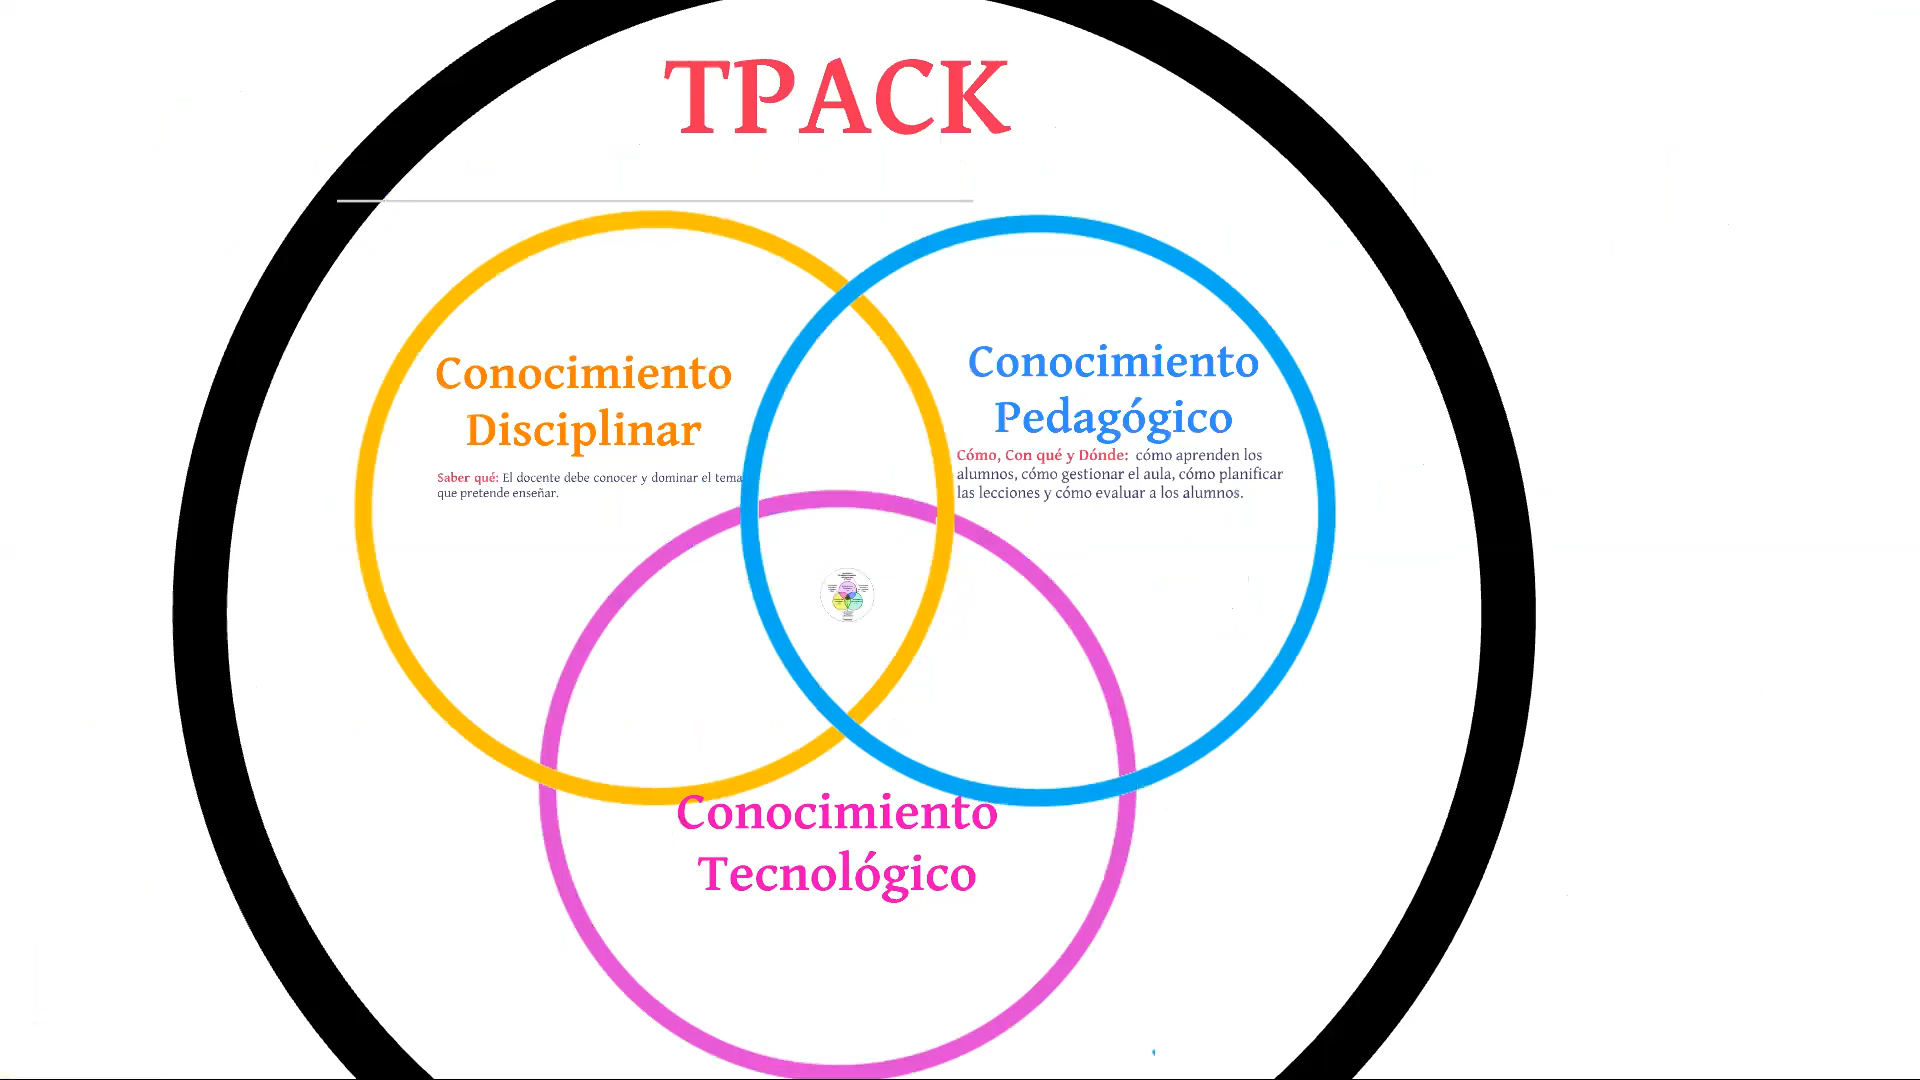 TPACK
Conocimiento
Disciplinar
Saber qué: El docente debe conocer y dominar el tema
que pretende enseñar.
Conocimiento
Pedagógico
Cómo, Con qué y Dónde: cómo aprenden los
alumnos, cómo gestionar el aula, cómo planificar
las lecciones y cómo evaluar a los alumnos.
Conocimiento
Tecnológico